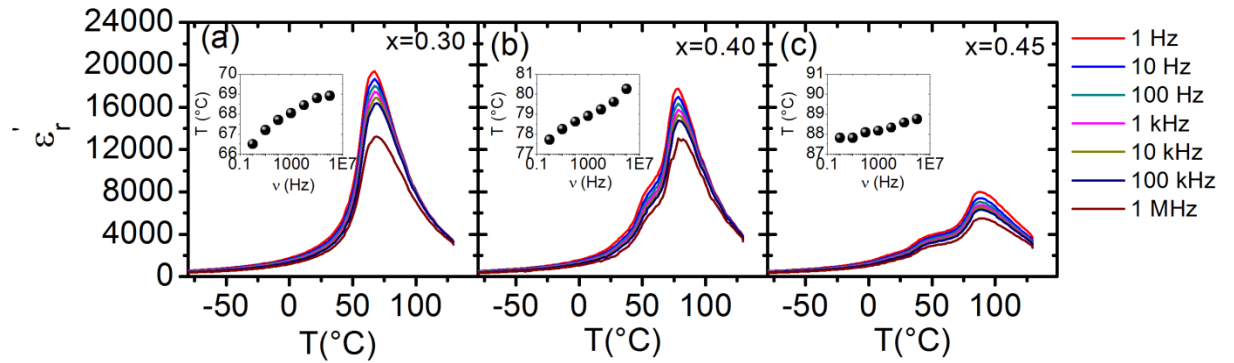 24000
20000
16000
12000
8000
4000
0
ε'r
(a)
x=0.30
70
69
68
67
66
T (°C)
0.1 1000 1E7
ν (Hz)
-50 0 50 100
T(°C)
(b)
x=0.40
81
80
79
78
77
T (°C)
0.1 1000 1E7
ν (Hz)
-50 0 50 100
T(°C)
(c)
x=0.45
91
90
89
88
87
T (°C)
0.1 1000 1E7
ν (Hz)
-50 0 50 100
T(°C)
1 Hz
10 Hz
100 Hz
1 kHz
10 kHz
100 kHz
1 MHz